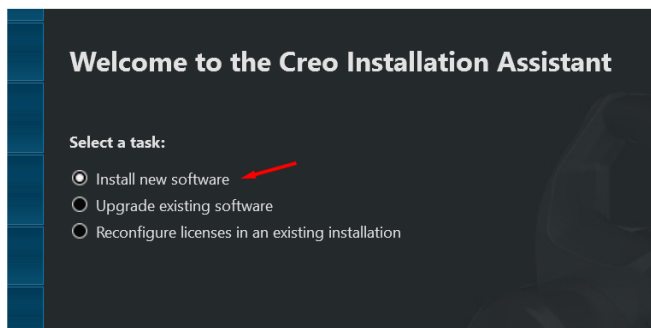 Welcome to the Creo Installation Assistant
Select a task:
Install new software
Upgrade existing software
Reconfigure licenses in an existing installation